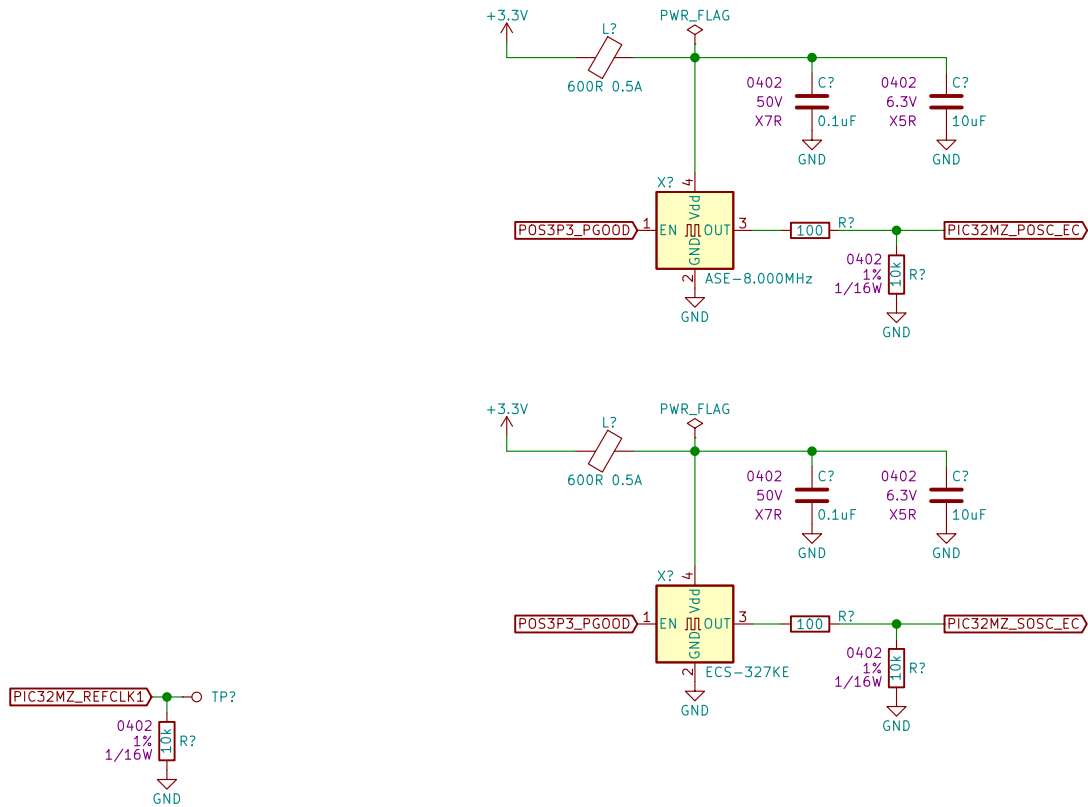 +3.3V
PWR_FLAG
L?
600R 0.5A
0402
50V
X7R
C?
0.1uF
GND
0402
6.3V
X5R
C?
10uF
GND
X?
4
Vdd
POS3P3_PGOOD
1
EN
OUT
3
GND
2
ASE-8.000MHz
GND
100
R?
PIC32MZ_POSC_EC
0402
1%
1/16W
10k
R?
GND
+3.3V
PWR_FLAG
L?
600R 0.5A
0402
50V
X7R
C?
0.1uF
GND
0402
6.3V
X5R
C?
10uF
GND
X?
4
Vdd
POS3P3_PGOOD
1
EN
OUT
3
GND
2
ECS-327KE
GND
100
R?
PIC32MZ_SOSC_EC
0402
1%
1/16W
10k
R?
GND
PIC32MZ_REFCLK1
TP?
0402
1%
1/16W
10k
R?
GND